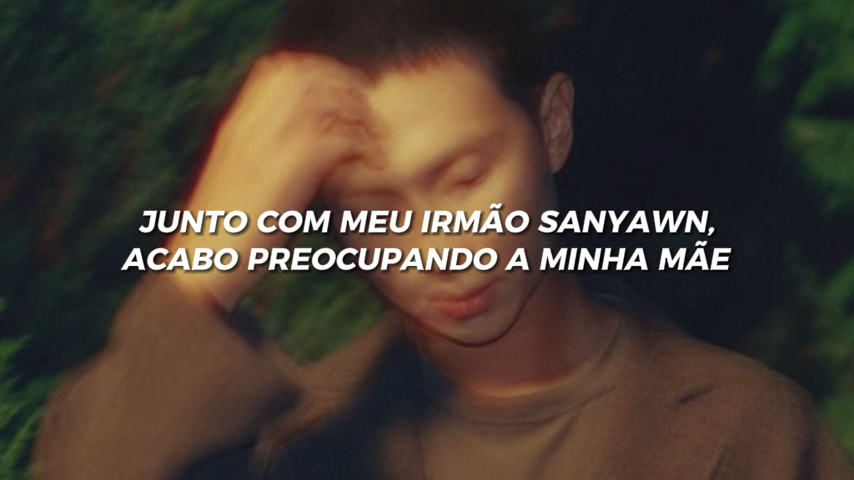 JUNTO COM MEU IRMÃO SANYAWN,
ACABO PREOCUPANDO A MINHA MÃE